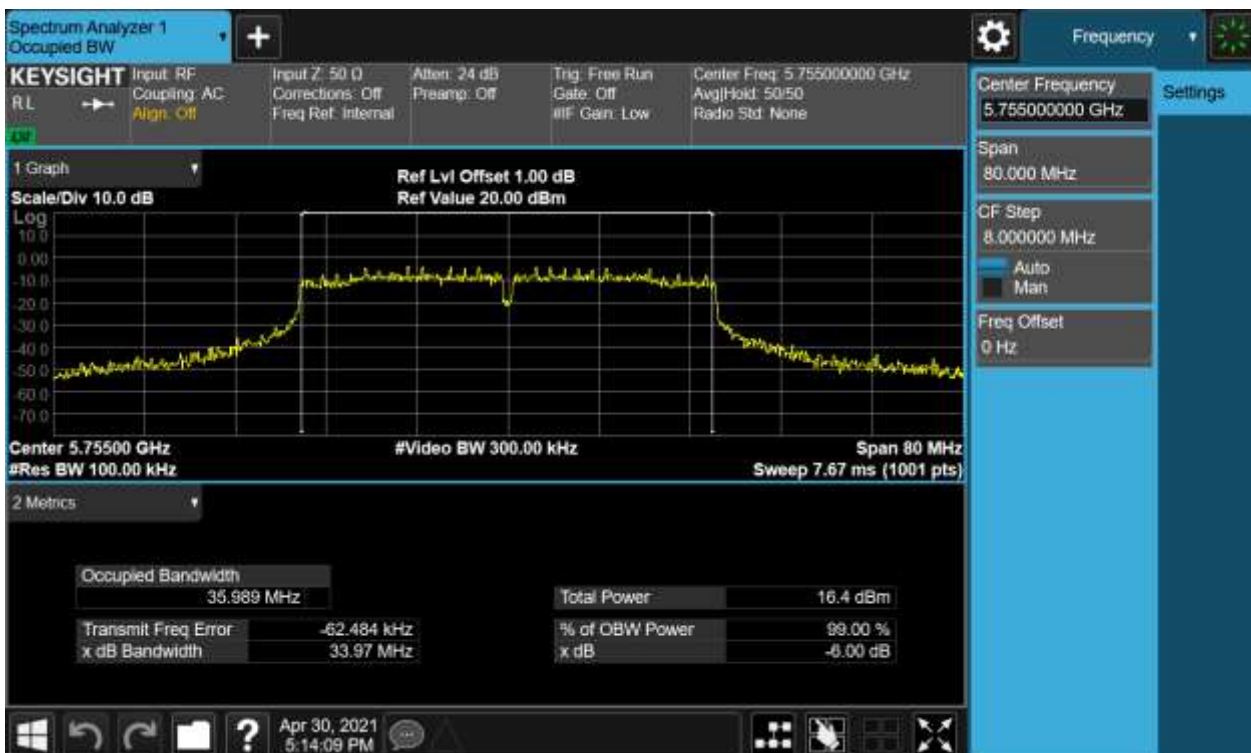 Spectrum Analyzer 1
Occupied BW
+
Frequency
KEYSIGHT
RL
Input: RF
Coupling: AC
Align: Off
Input Z: 50 Ω
Corrections: Off
Freq Ref: Internal
Atten: 24 dB
Preamp: Off
Trig: Free Run
Gate: Off
#IF Gain: Low
Center Freq: 5.755000000 GHz
Avg|Hold: 50/50
Radio Std: None
Center Frequency
5.755000000 GHz
Settings
Span
80.000 MHz
CF Step
8.000000 MHz
Auto
Man
Freq Offset
0 Hz
1 Graph
Scale/Div 10.0 dB
Ref Lvl Offset 1.00 dB
Ref Value 20.00 dBm
Log
10.0
0.00
-10.0
-20.0
-30.0
-40.0
-50.0
-60.0
-70.0
Center 5.75500 GHz
#Video BW 300.00 kHz
Span 80 MHz
#Res BW 100.00 kHz
Sweep 7.67 ms (1001 pts)
2 Metrics
Occupied Bandwidth
35.989 MHz
Total Power 16.4 dBm
Transmit Freq Error -62.484 kHz
% of OBW Power 99.00 %
x dB Bandwidth 33.97 MHz
x dB -6.00 dB
?
Apr 30, 2021
5:14:09 PM